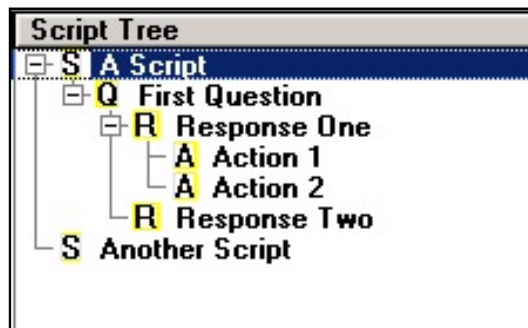 Script Tree
S A Script
Q First Question
R Response One
A Action 1
A Action 2
R Response Two
S Another Script